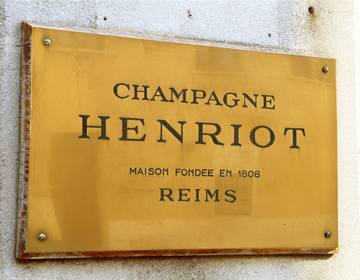 CHAMPAGNE
HENRIOT
MAISON FONDEE EN 1808
REIMS